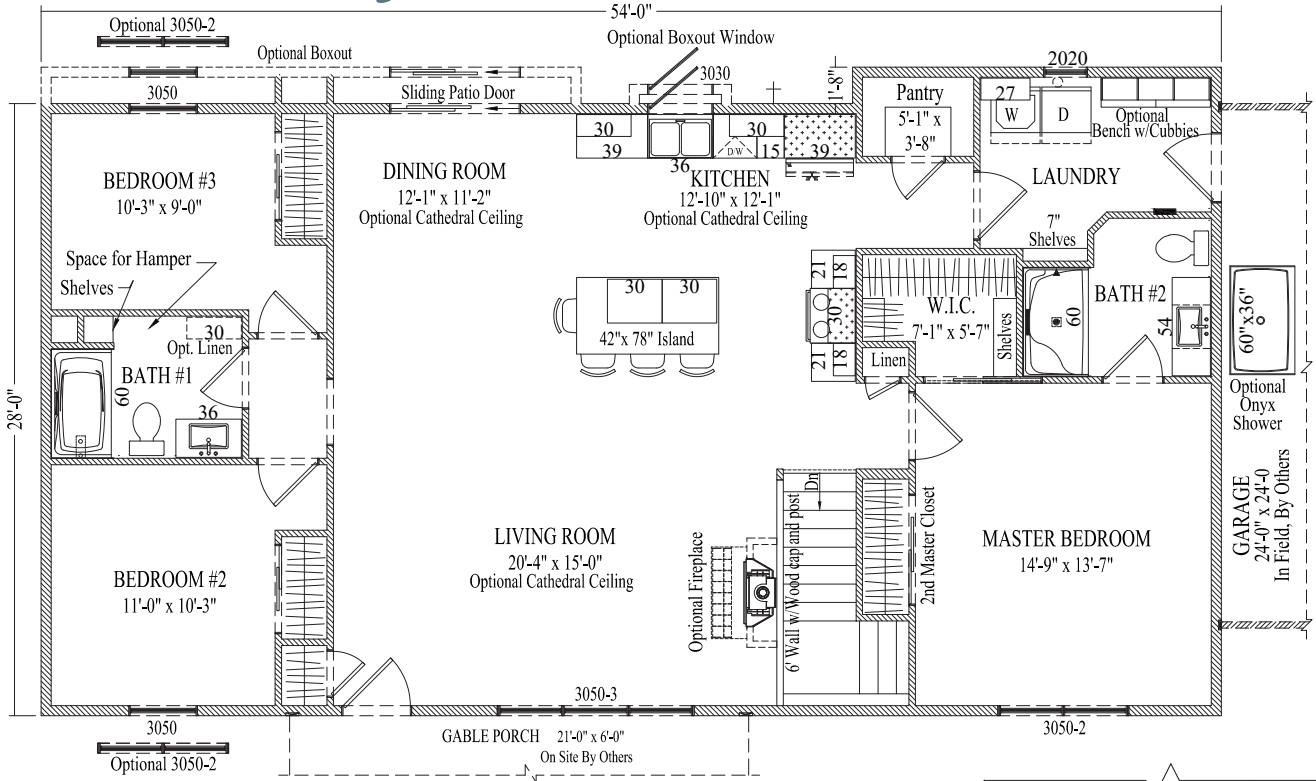 54'-0"
Optional 3050-2
Optional Boxout
Optional Boxout Window
3050
Sliding Patio Door
3030
1'-8"
2020
Pantry
5'-1" x
3'-8"
27
W
D
Optional
Bench w/Cubbies
30
39
36
30
D/W
15
39
BEDROOM #3
10'-3" x 9'-0"
DINING ROOM
12'-1" x 11'-2"
Optional Cathedral Ceiling
KITCHEN
12'-10" x 12'-1"
Optional Cathedral Ceiling
LAUNDRY
7"
Shelves
Space for Hamper
Shelves
30
Opt. Linen
BATH #1
60
36
30
30
42"x 78" Island
21
18
30
21
18
W.I.C.
7'-1" x 5'-7"
Shelves
Linen
60
BATH #2
54
60"x36"
Optional
Onyx
Shower
28'-0"
BEDROOM #2
11'-0" x 10'-3"
LIVING ROOM
20'-4" x 15'-0"
Optional Cathedral Ceiling
Optional Fireplace
Dn
6' Wall w/Wood cap and post
2nd Master Closet
MASTER BEDROOM
14'-9" x 13'-7"
GARAGE
24'-0" x 24'-0
In Field, By Others
3050
Optional 3050-2
3050-3
3050-2
GABLE PORCH 21'-0" x 6'-0"
On Site By Others